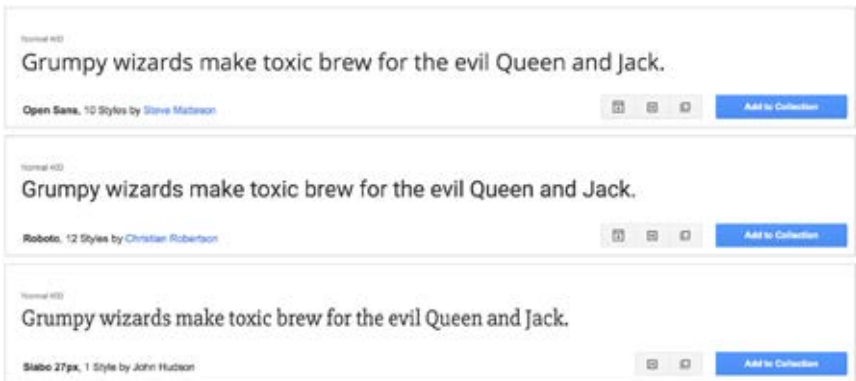 Normal 400
Grumpy wizards make toxic brew for the evil Queen and Jack.
Open Sans, 10 Styles by Steve Matteson
Add to Collection
Normal 400
Grumpy wizards make toxic brew for the evil Queen and Jack.
Roboto, 12 Styles by Christian Robertson
Add to Collection
Normal 400
Grumpy wizards make toxic brew for the evil Queen and Jack.
Slabo 27px, 1 Style by John Hudson
Add to Collection